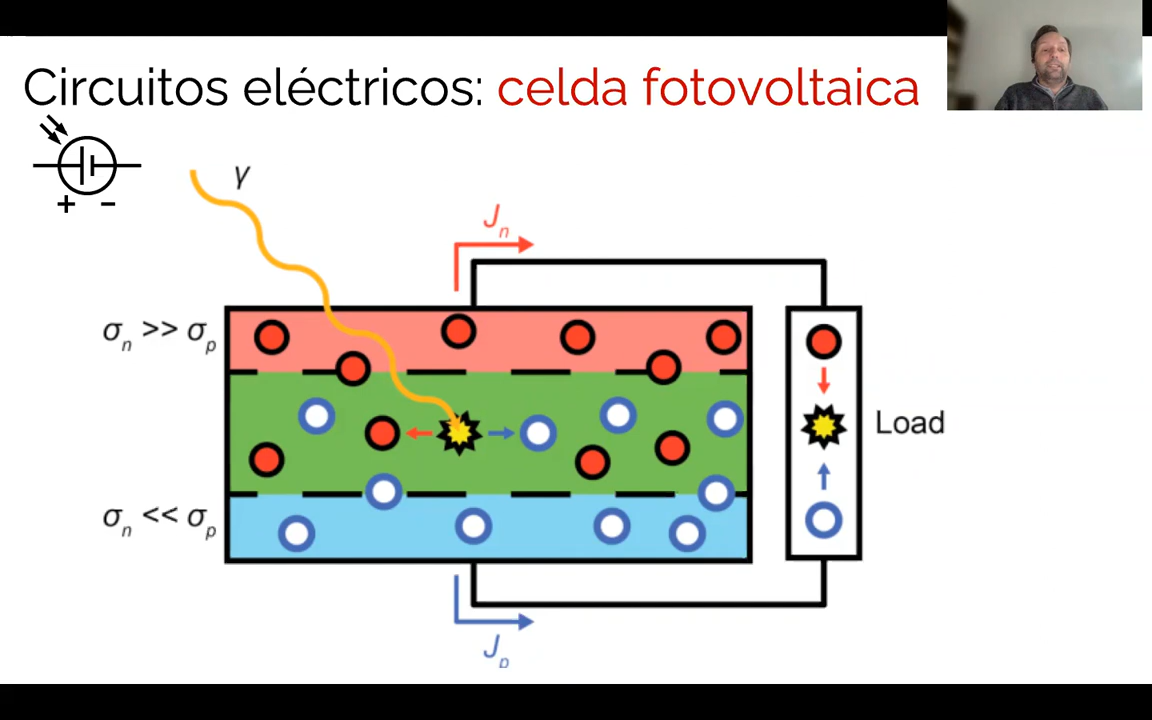 Circuitos eléctricos: celda fotovoltaica
+ -
γ
Jn
σn >> σp
Load
σn << σp
Jp